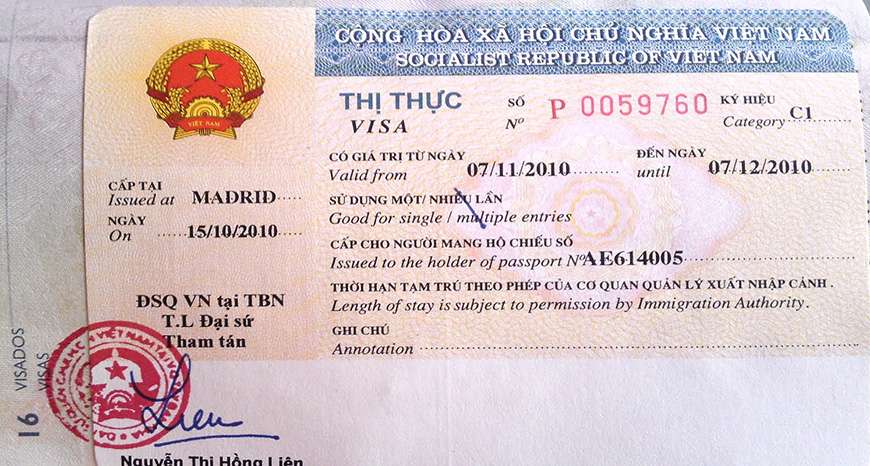 CỘNG HÒA XÃ HỘI CHỦ NGHĨA VIỆT NAM
SOCIALIST REPUBLIC OF VIETNAM
THỊ THỰC SỐ P 0059760 KÝ HIỆU C1
VISA Nº Category
CÓ GIÁ TRỊ TỪ NGÀY 07/11/2010 ĐẾN NGÀY 07/12/2010
Valid from until
SỬ DỤNG MỘT/ NHIỀU LẦN
Good for single / multiple entries
CẤP CHO NGƯỜI MANG HỘ CHIẾU SỐ
Issued to the holder of passport Nº AE614005
THỜI HẠN TẠM TRÚ THEO PHÉP CỦA CƠ QUAN QUẢN LÝ XUẤT NHẬP CẢNH .
Length of stay is subject to permission by Immigration Authority.
GHI CHÚ
Annotation
VIỆT NAM
CẤP TẠI
Issued at MADRID
NGÀY
On 15/10/2010
ĐSQ VN tại TBN
T.L Đại sứ
Tham tán
Lien
Nguyễn Thị Hồng Liên
16 VISADOS
VISAS